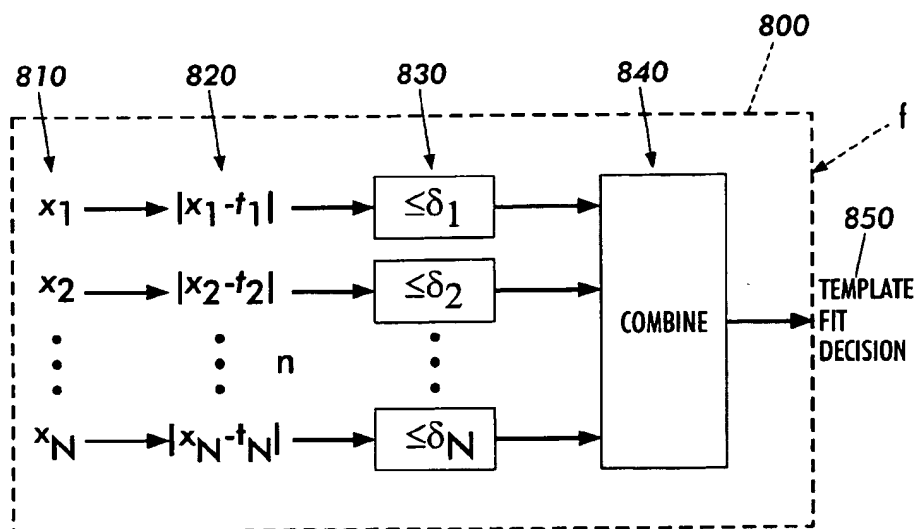 800
810 820 830 840
f
x1 |x1-t1| ≤δ1
850
x2 |x2-t2| ≤δ2
TEMPLATE
COMBINE
FIT
DECISION
n
xN |xN-tN| ≤δN